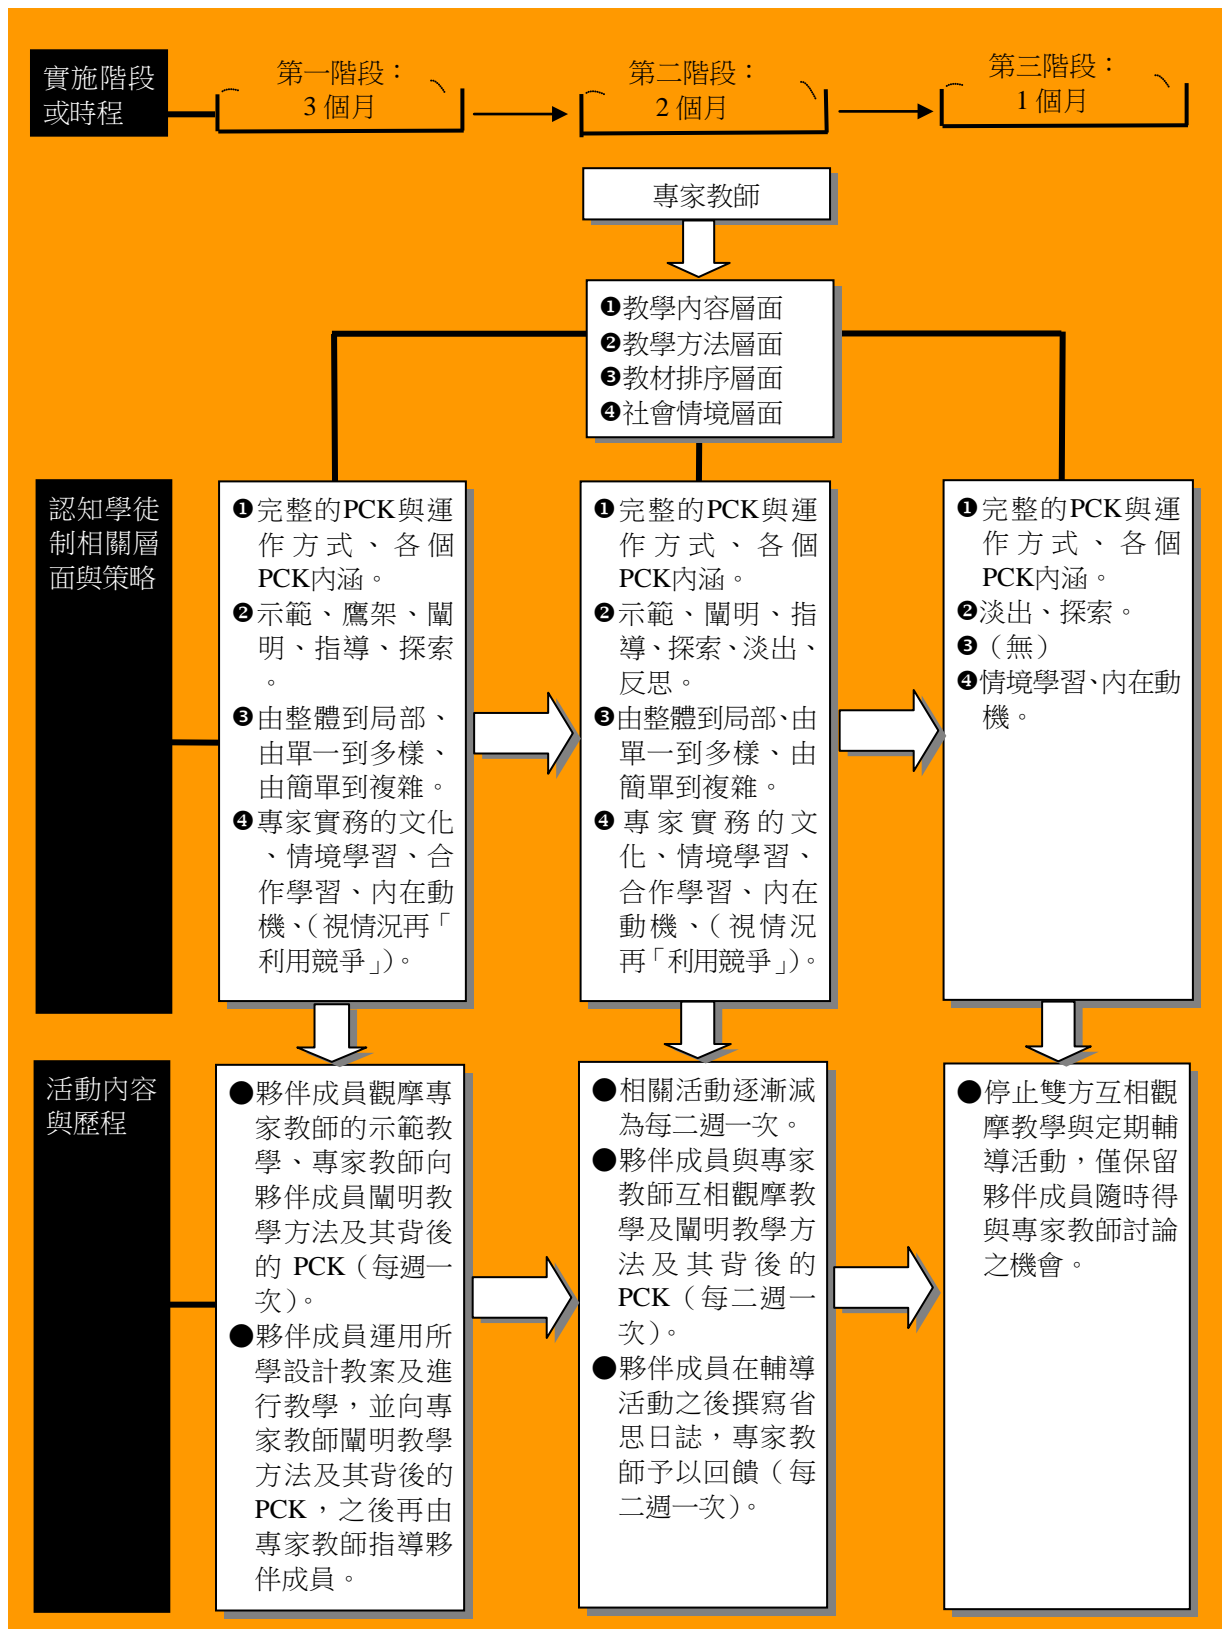 實施階段
或時程
第一階段：
3 個月
第二階段：
2 個月
第三階段：
1 個月
專家教師
❶教學內容層面
❷教學方法層面
❸教材排序層面
❹社會情境層面
認知學徒
制相關層
面與策略
❶完整的PCK與運
作方式、各個
PCK內涵。
❷示範、鷹架、闡
明、指導、探索
。
❸由整體到局部、
由單一到多樣、
由簡單到複雜。
❹專家實務的文化
、情境學習、合
作學習、內在動
機、（視情況再「
利用競爭」）。
❶完整的PCK與運
作方式、各個
PCK內涵。
❷示範、闡明、指
導、探索、淡出、
反思。
❸由整體到局部、由
單一到多樣、由
簡單到複雜。
❹專家實務的文
化、情境學習、
合作學習、內在
動機、（視情況
再「利用競爭」）。
❶完整的PCK與運
作方式、各個
PCK內涵。
❷淡出、探索。
❸（無）
❹情境學習、內在動
機。
活動內容
與歷程
●夥伴成員觀摩專
家教師的示範教
學、專家教師向
夥伴成員闡明教
學方法及其背後
的 PCK（每週一
次）。
●夥伴成員運用所
學設計教案及進
行教學，並向專
家教師闡明教學
方法及其背後的
PCK，之後再由
專家教師指導夥
伴成員。
●相關活動逐漸減
為每二週一次。
●夥伴成員與專家
教師互相觀摩教
學及闡明教學方
法及其背後的
PCK（每二週一
次）。
●夥伴成員在輔導
活動之後撰寫省
思日誌，專家教
師予以回饋（每
二週一次）。
●停止雙方互相觀
摩教學與定期輔
導活動，僅保留
夥伴成員隨時得
與專家教師討論
之機會。